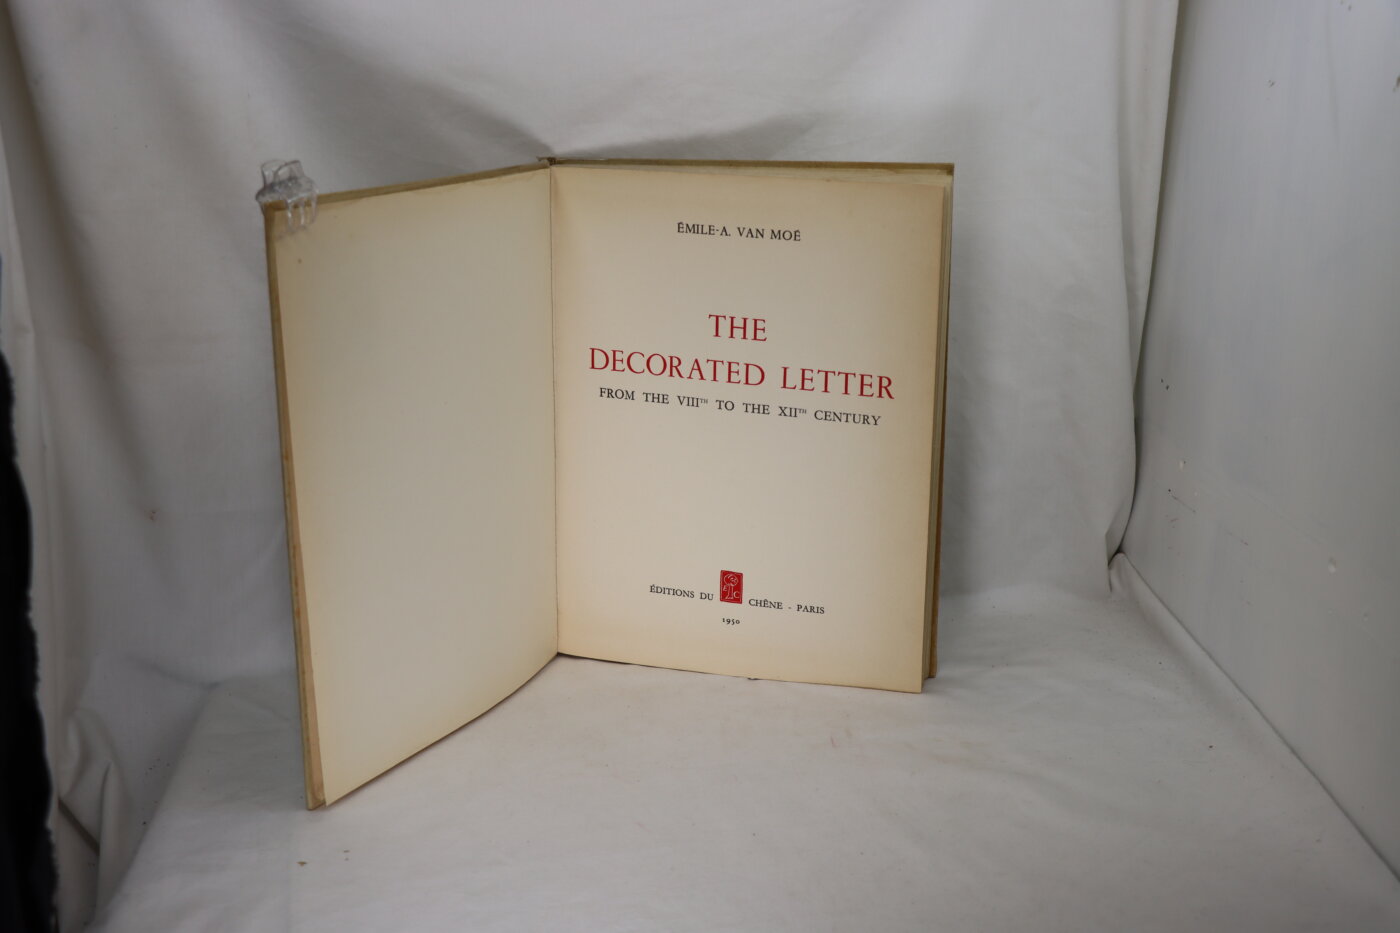 ÉMILE-A. VAN MOÉ
THE
DECORATED LETTER
FROM THE VIIITH TO THE XIITH CENTURY
ÉDITIONS DU E C CHÊNE - PARIS
1950